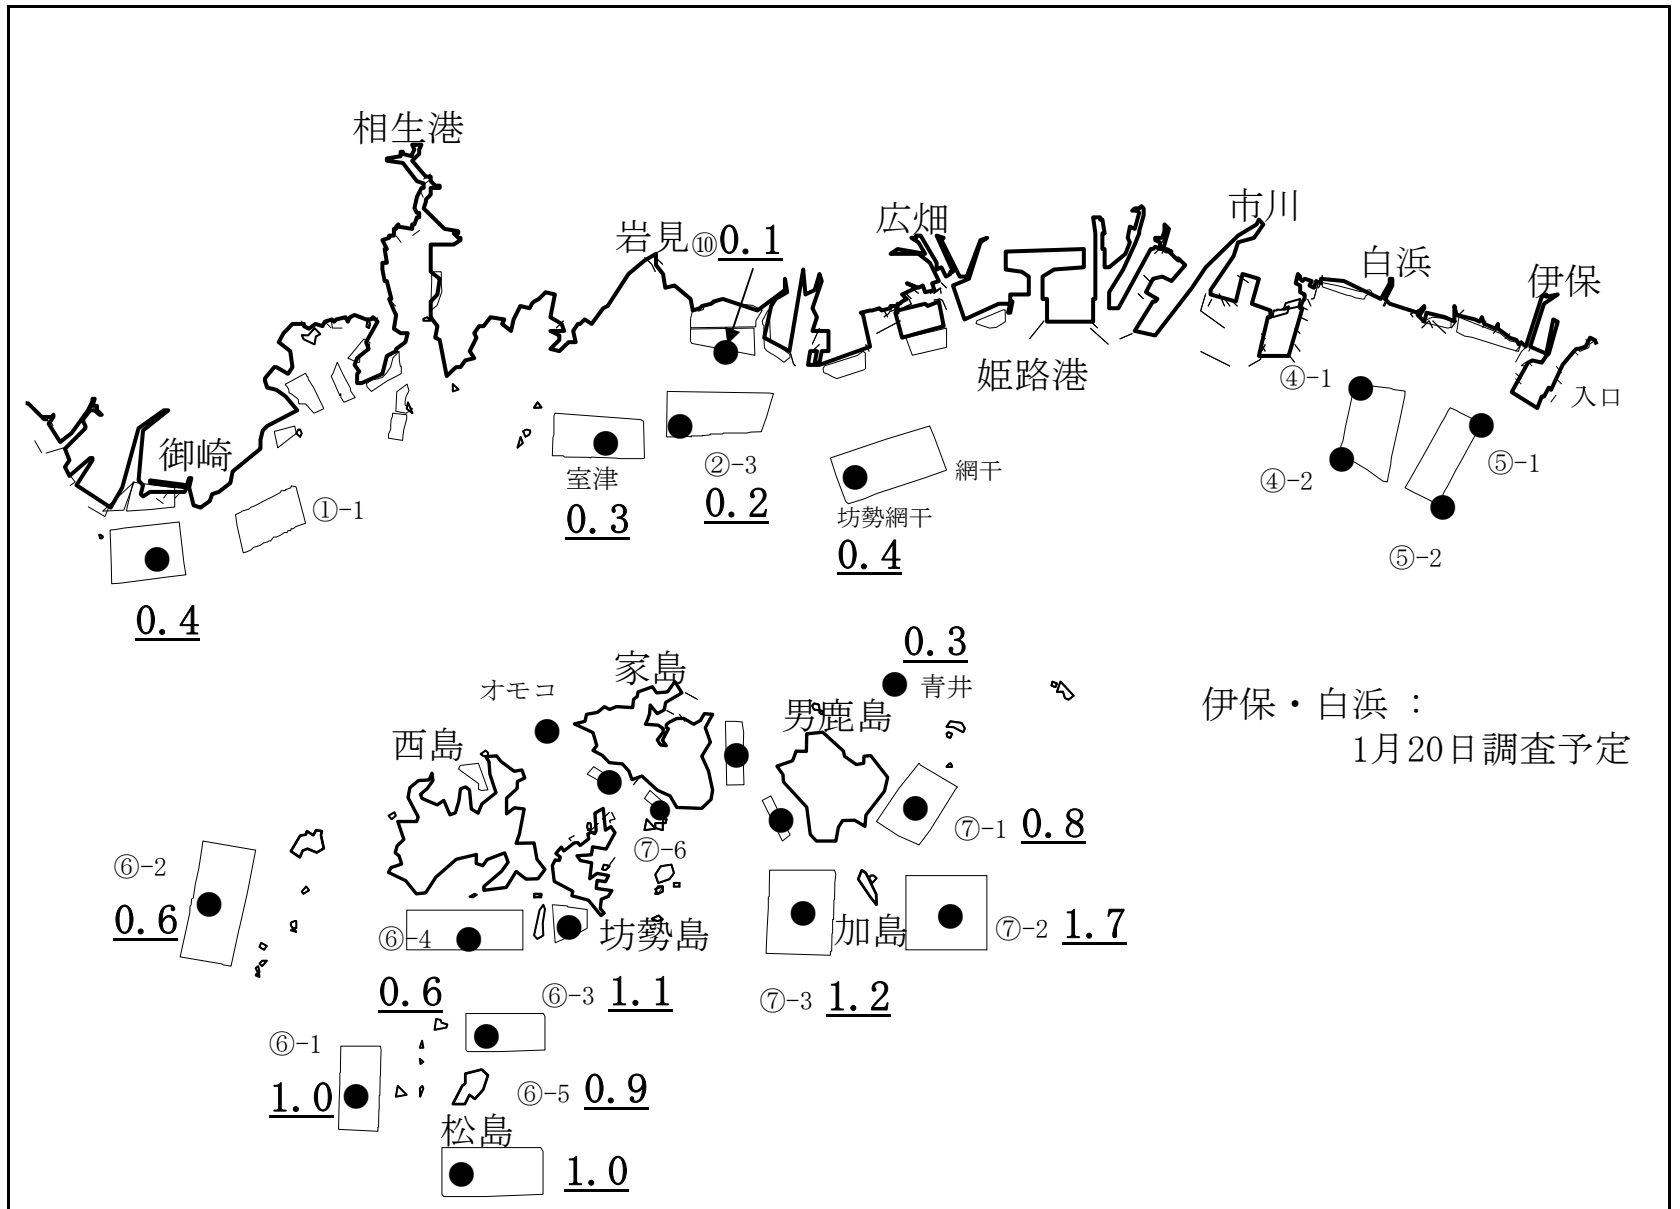 相生港
岩見 ⑩0.1
広畑
市川
白浜
伊保
姫路港
④-1
入口
御崎
①-1
室津
0.3
②-3
0.2
網干
坊勢網干
0.4
④-2
⑤-1
⑤-2
0.4
0.3
青井
家島
オモコ
男鹿島
西島
伊保・白浜 :
1月20日調査予定
⑦-1 0.8
⑦-6
⑥-2
0.6
⑥-4
坊勢島
加島
⑦-2 1.7
0.6
⑥-3 1.1
⑦-3 1.2
⑥-1
1.0
⑥-5 0.9
松島
1.0